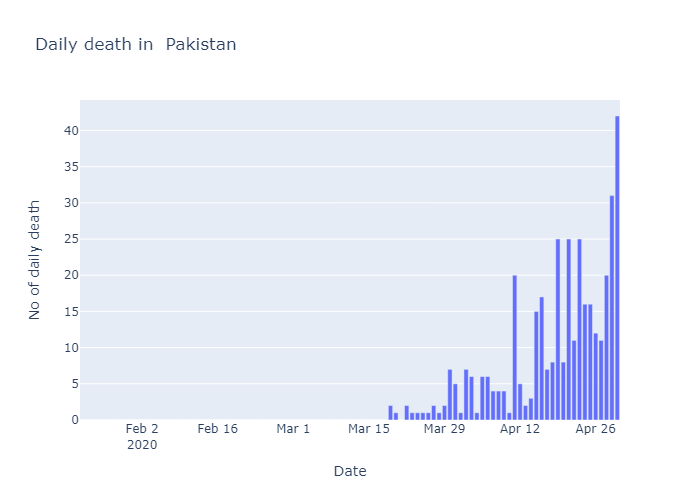 Daily death in  Pakistan
No of daily death
40
35
30
25
20
15
10
5
0
Feb 2
2020
Feb 16
Mar 1
Mar 15
Mar 29
Apr 12
Apr 26
Date